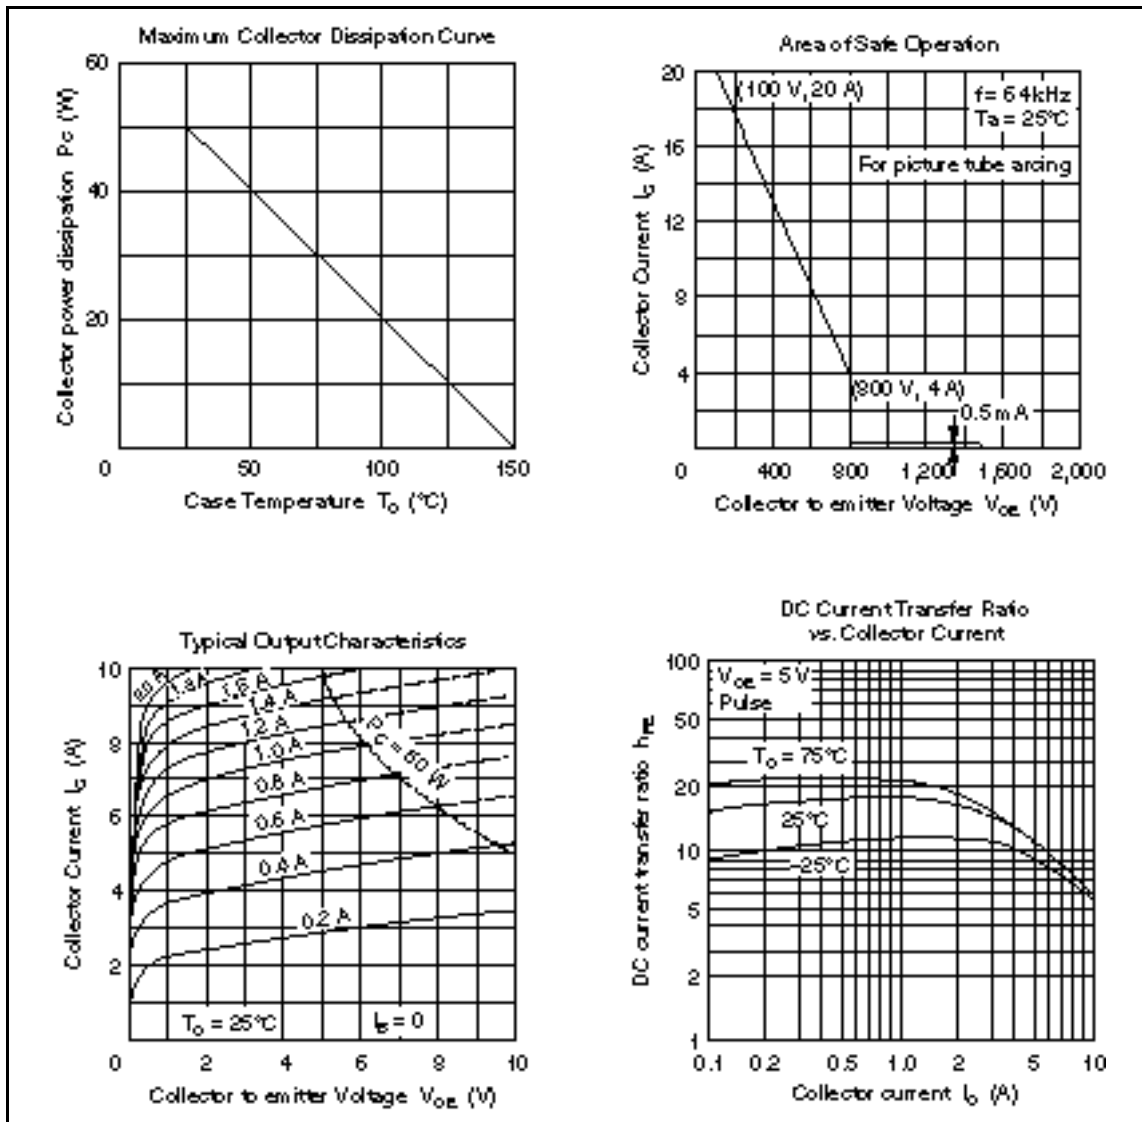 Maximum Collector Dissipation Curve
60
40
20
0 50 100 150
Collector power dissipation Pc (W)
Case Temperature Tc (°C)
Area of Safe Operation
20
16
12
8
4
0 400 800 1,200 1,600 2,000
(100 V, 20 A)
f = 64kHz
Ta = 25°C
For picture tube arcing
(800 V, 4 A)
0.5 mA
Collector Current IC (A)
Collector to emitter Voltage VCE (V)
Typical Output Characteristics
10
8
6
4
2
0 2 4 6 8 10
1.8 A
1.6 A
1.4 A
1.2 A
1.0 A
0.8 A
0.6 A
0.4 A
0.2 A
PC = 50 W
TC = 25°C
IB = 0
Collector Current IC (A)
Collector to emitter Voltage VCE (V)
DC Current Transfer Ratio
vs. Collector Current
100
50
20
10
5
2
1
0.1 0.2 0.5 1.0 2 5 10
VCE = 5 V
Pulse
TC = 75°C
25°C
–25°C
DC current transfer ratio hFE
Collector current IC (A)